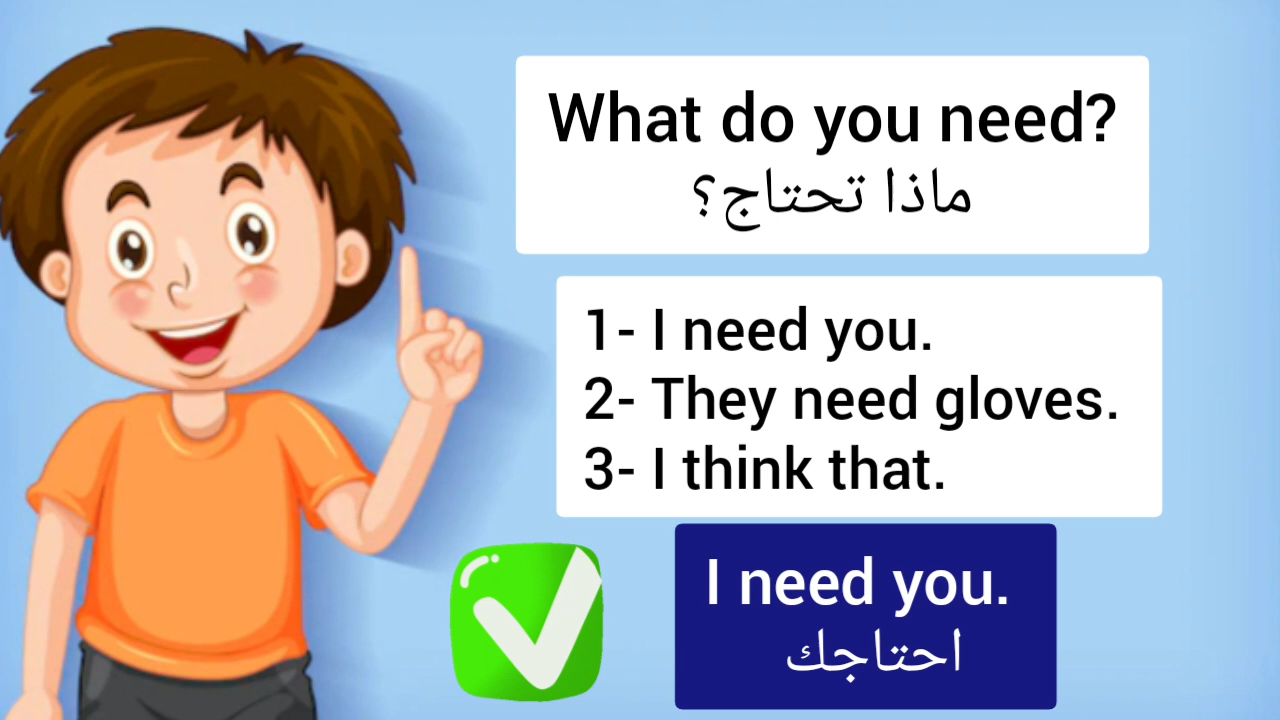 What do you need?
ماذا تحتاج؟
1- I need you.
2- They need gloves.
3- I think that.
I need you.
احتاجك